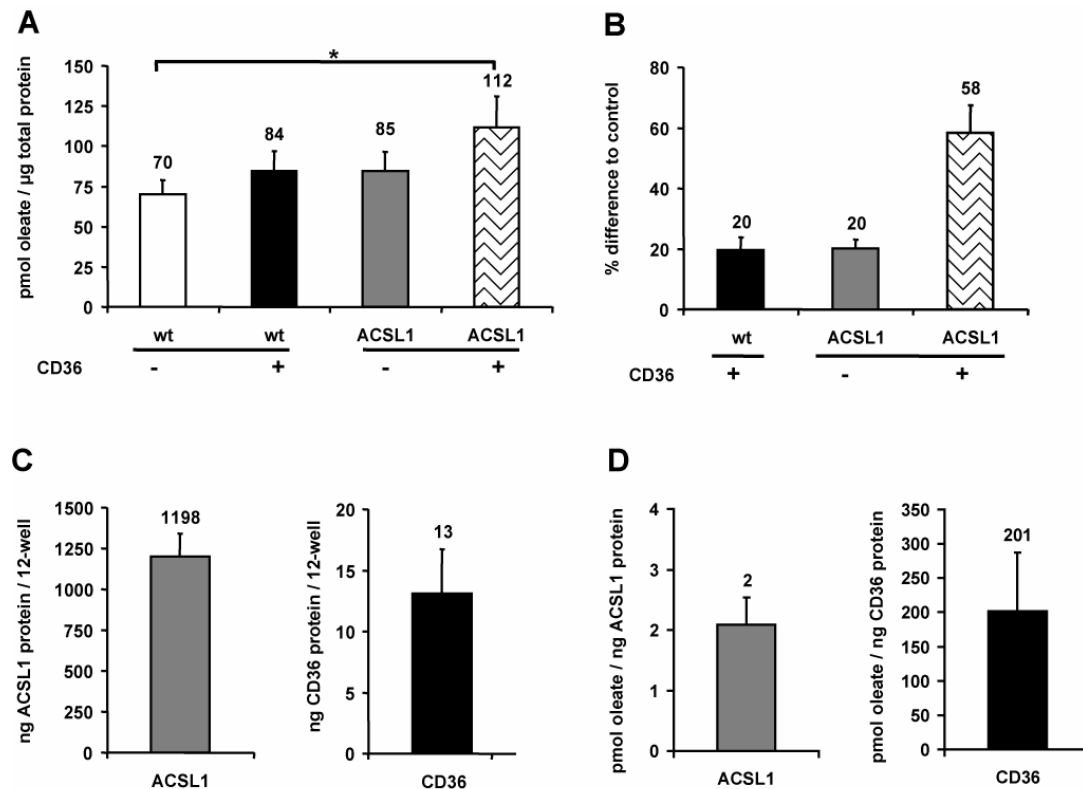 A
*
pmol oleate / µg total protein
150
125
100
75
50
25
0
70
84
85
112
wt
wt
ACSL1
ACSL1
CD36
-
+
-
+
B
% difference to control
80
60
40
20
0
20
20
58
wt
ACSL1
ACSL1
CD36
+
-
+
C
ng ACSL1 protein / 12-well
1500
1250
1000
750
500
250
0
1198
ACSL1
ng CD36 protein / 12-well
20
15
10
5
0
13
CD36
D
pmol oleate / ng ACSL1 protein
4
3
2
1
0
2
ACSL1
pmol oleate / ng CD36 protein
350
300
250
200
150
100
50
0
201
CD36